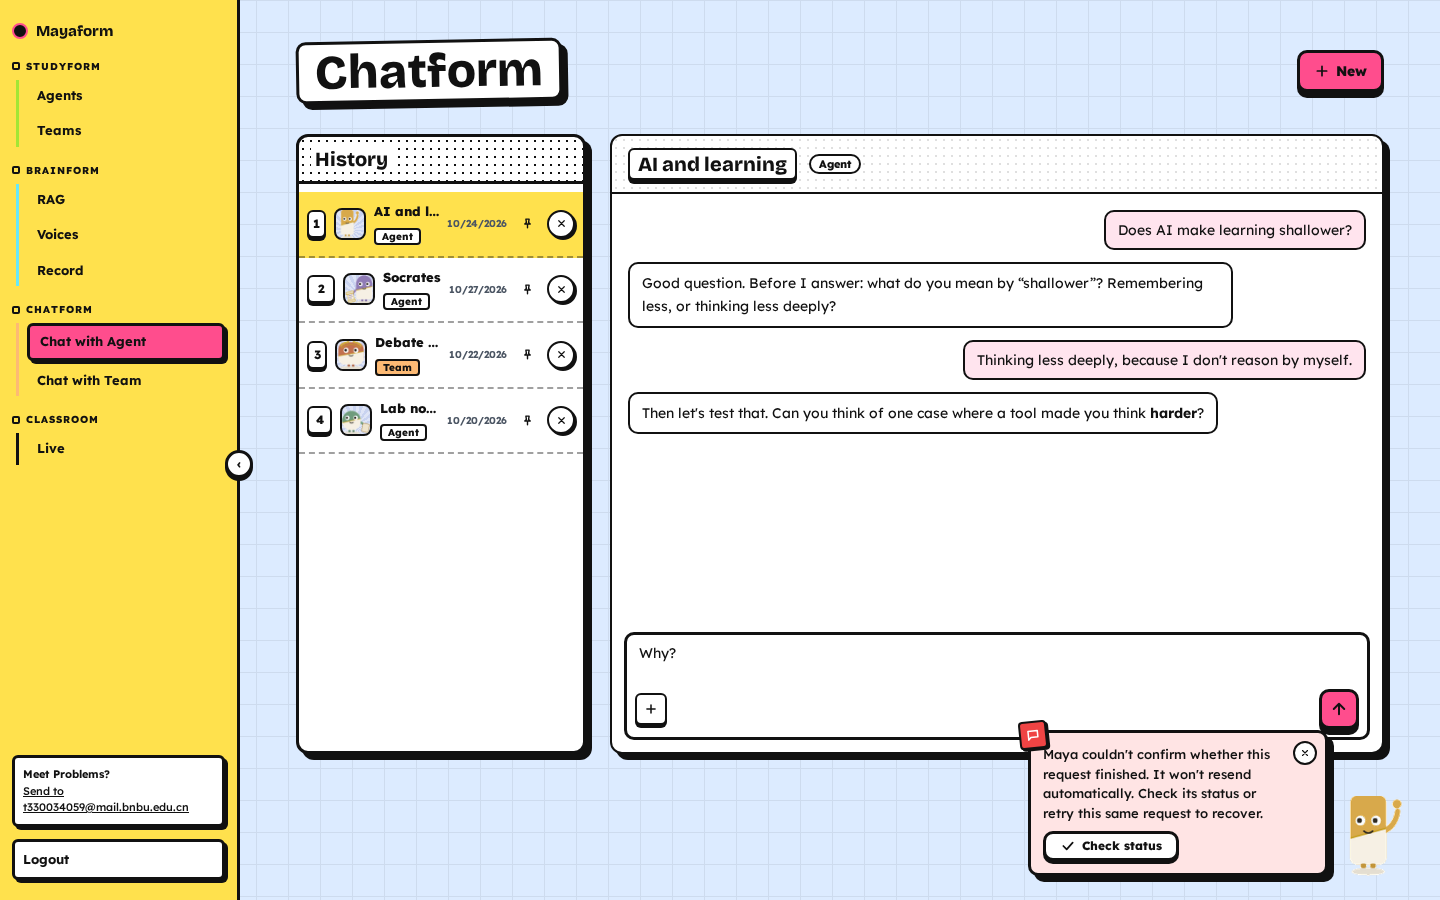 Mayaform
STUDYFORM
Agents
Teams
BRAINFORM
RAG
Voices
Record
CHATFORM
Chat with Agent
Chat with Team
CLASSROOM
Live
Meet Problems?
Send to
t330034059@mail.bnbu.edu.cn
Logout
Chatform
+ New
History
1
AI and l...
Agent
10/24/2026
2
Socrates
Agent
10/27/2026
3
Debate ...
Team
10/22/2026
4
Lab no...
Agent
10/20/2026
AI and learning
Agent
Does AI make learning shallower?
Good question. Before I answer: what do you mean by “shallower”? Remembering
less, or thinking less deeply?
Thinking less deeply, because I don't reason by myself.
Then let's test that. Can you think of one case where a tool made you think harder?
Why?
Maya couldn't confirm whether this
request finished. It won't resend
automatically. Check its status or
retry this same request to recover.
Check status